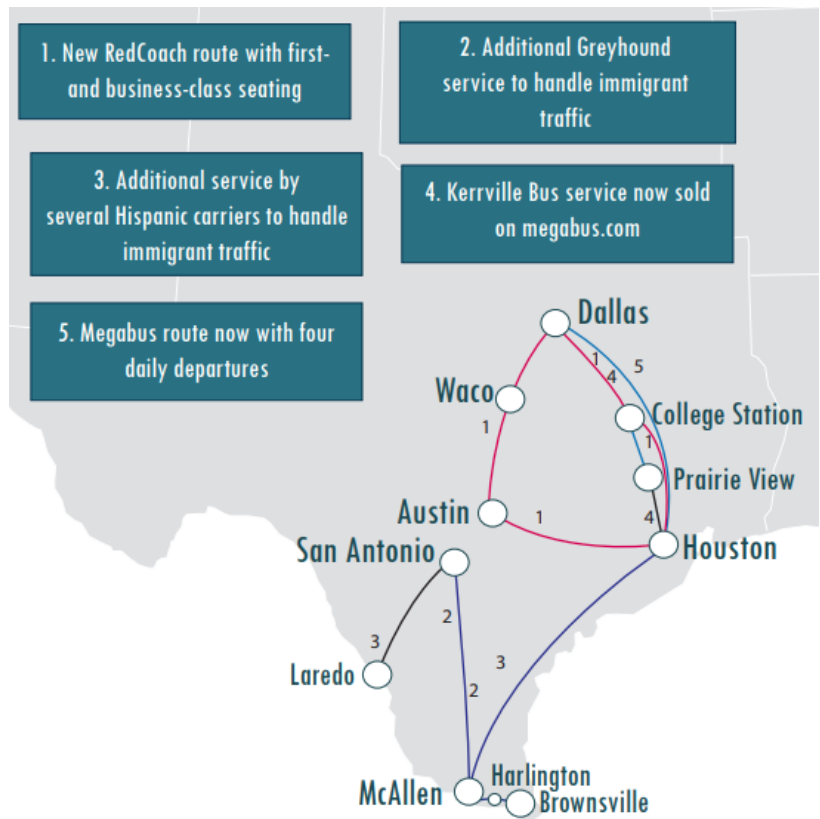 1. New RedCoach route with first-
and business-class seating
2. Additional Greyhound
service to handle immigrant
traffic
3. Additional service by
several Hispanic carriers to handle
immigrant traffic
4. Kerrville Bus service now sold
on megabus.com
5. Megabus route now with four
daily departures
Dallas
1
4
5
Waco
College Station
1
1
Prairie View
Austin
1
4
San Antonio
Houston
2
3
3
Laredo
2
Harlington
McAllen
Brownsville